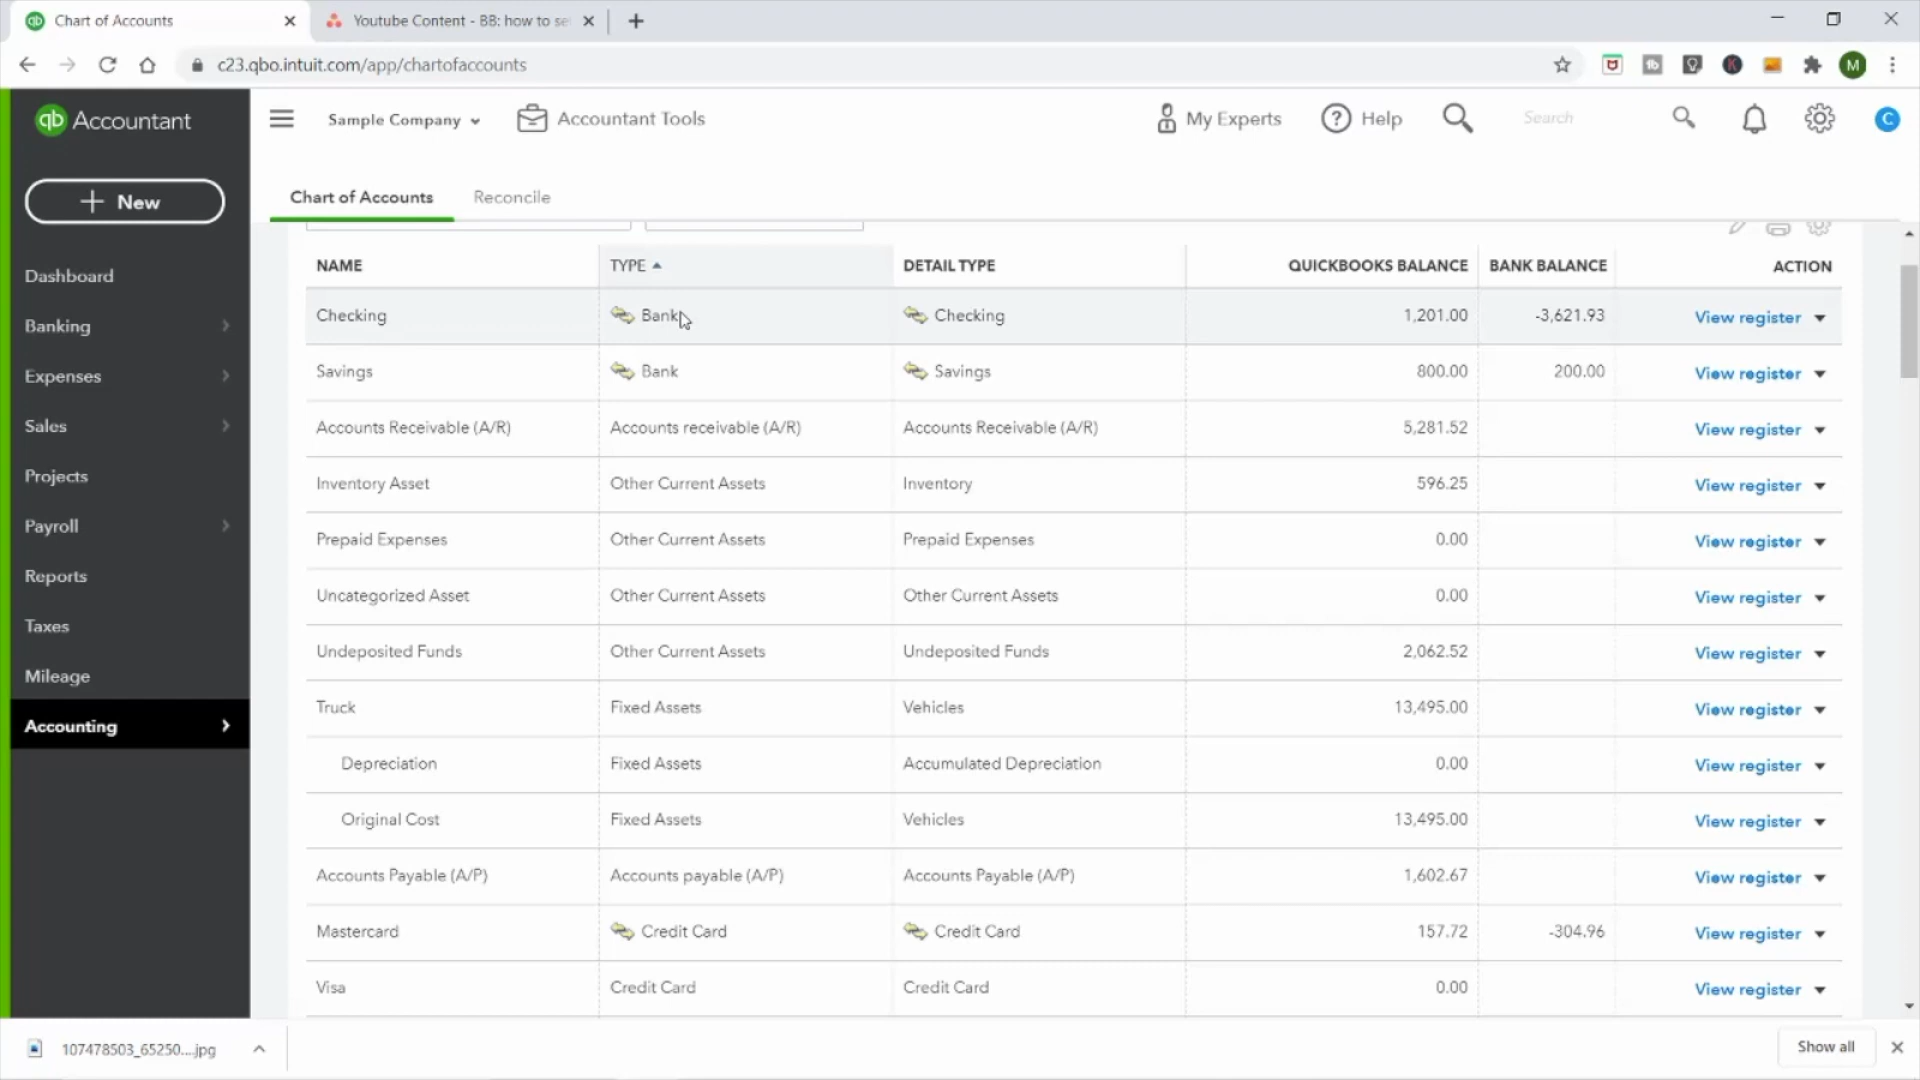 Chart of Accounts
Youtube Content - BB: how to se
c23.qbo.intuit.com/app/chartofaccounts
M
qb Accountant
Sample Company
Accountant Tools
My Experts
Help
Search
C
New
Chart of Accounts
Reconcile
Dashboard
Banking
Expenses
Sales
Projects
Payroll
Reports
Taxes
Mileage
Accounting
NAME TYPE DETAIL TYPE QUICKBOOKS BALANCE BANK BALANCE ACTION
Checking Bank Checking 1,201.00 -3,621.93 View register
Savings Bank Savings 800.00 200.00 View register
Accounts Receivable (A/R) Accounts receivable (A/R) Accounts Receivable (A/R) 5,281.52 View register
Inventory Asset Other Current Assets Inventory 596.25 View register
Prepaid Expenses Other Current Assets Prepaid Expenses 0.00 View register
Uncategorized Asset Other Current Assets Other Current Assets 0.00 View register
Undeposited Funds Other Current Assets Undeposited Funds 2,062.52 View register
Truck Fixed Assets Vehicles 13,495.00 View register
Depreciation Fixed Assets Accumulated Depreciation 0.00 View register
Original Cost Fixed Assets Vehicles 13,495.00 View register
Accounts Payable (A/P) Accounts payable (A/P) Accounts Payable (A/P) 1,602.67 View register
Mastercard Credit Card Credit Card 157.72 -304.96 View register
Visa Credit Card Credit Card 0.00 View register
107478503_65250....jpg
Show all